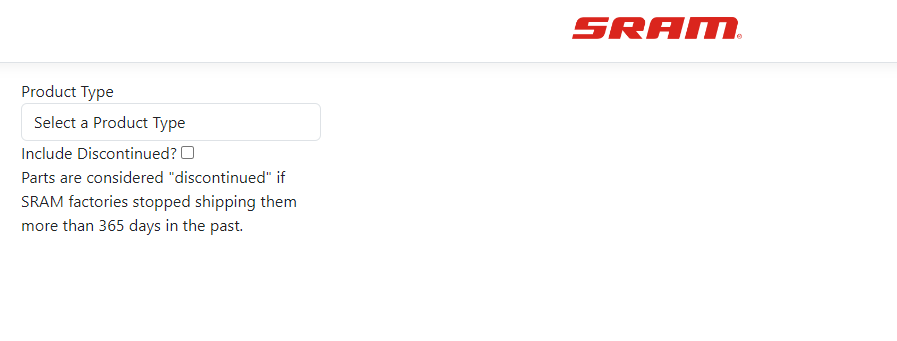 SRAM®
Product Type
Select a Product Type
Include Discontinued?
Parts are considered "discontinued" if
SRAM factories stopped shipping them
more than 365 days in the past.